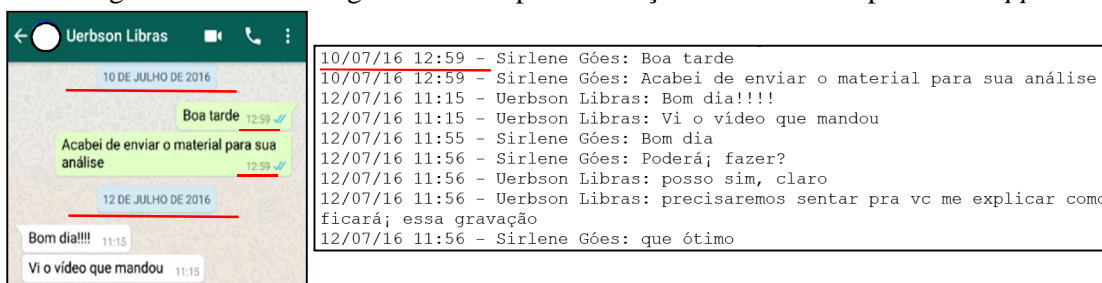 Uerbson Libras
10 DE JULHO DE 2016
Boa tarde 12:59
Acabei de enviar o material para sua
análise 12:59
12 DE JULHO DE 2016
Bom dia!!!! 11:15
Vi o vídeo que mandou 11:15
10/07/16 12:59 - Sirlene Góes: Boa tarde
10/07/16 12:59 - Sirlene Góes: Acabei de enviar o material para sua análise
12/07/16 11:15 - Uerbson Libras: Bom dia!!!!
12/07/16 11:15 - Uerbson Libras: Vi o vídeo que mandou
12/07/16 11:55 - Sirlene Góes: Bom dia
12/07/16 11:56 - Sirlene Góes: Poderá¡ fazer?
12/07/16 11:56 - Uerbson Libras: posso sim, claro
12/07/16 11:56 - Uerbson Libras: precisaremos sentar pra vc me explicar como
ficará¡ essa gravação
12/07/16 11:56 - Sirlene Góes: que ótimo